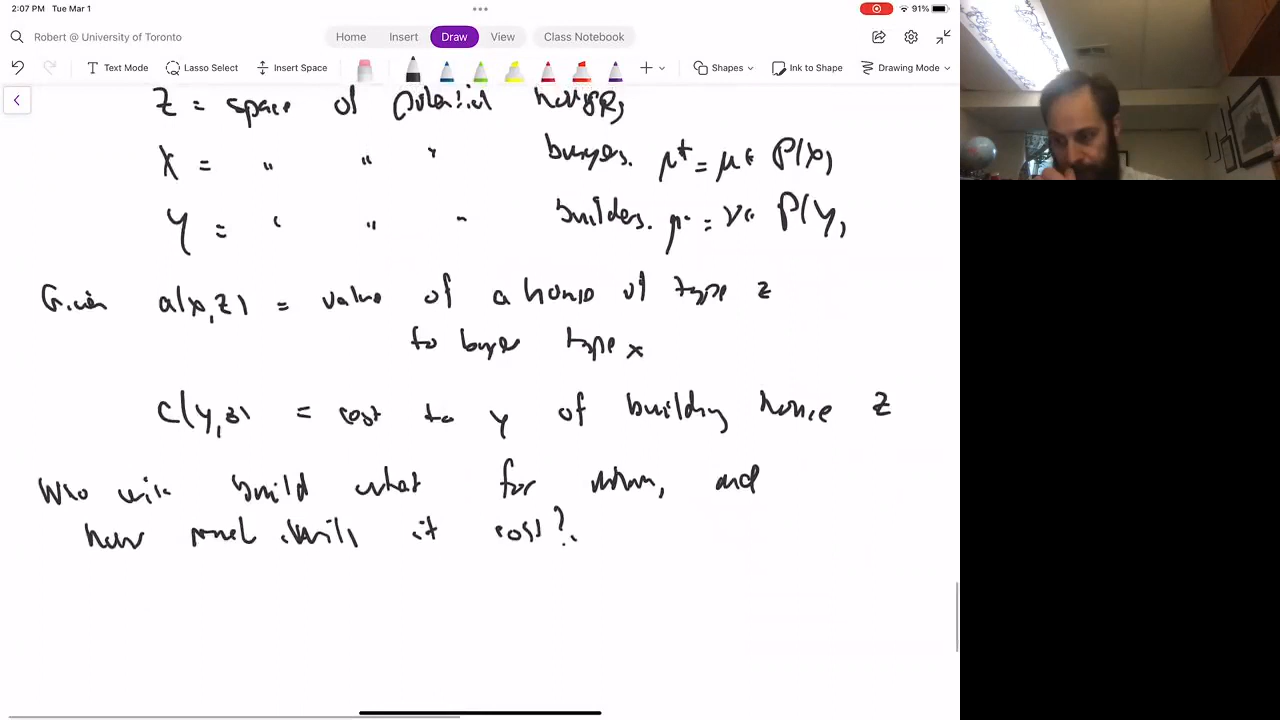 2:07 PM Tue Mar 1
91%
Robert @ University of Toronto
Home Insert Draw View Class Notebook
Text Mode Lasso Select Insert Space Shapes Ink to Shape Drawing Mode
Z = space of potential houses
X = " " " buyers. μ⁺ = μ ∈ P(X)
Y = " " " builders. μ⁻ = ν ∈ P(Y)
Given a(x,z) = value of a house of type z
to buyer type x
c(y,z) = cost to y of building house z
Who will build what for whom, and
how much will it cost?